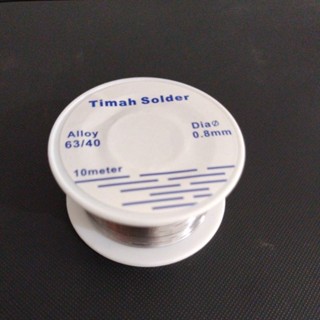 Timah Solder
Alloy
63/40
Dia∅
0.8mm
10meter